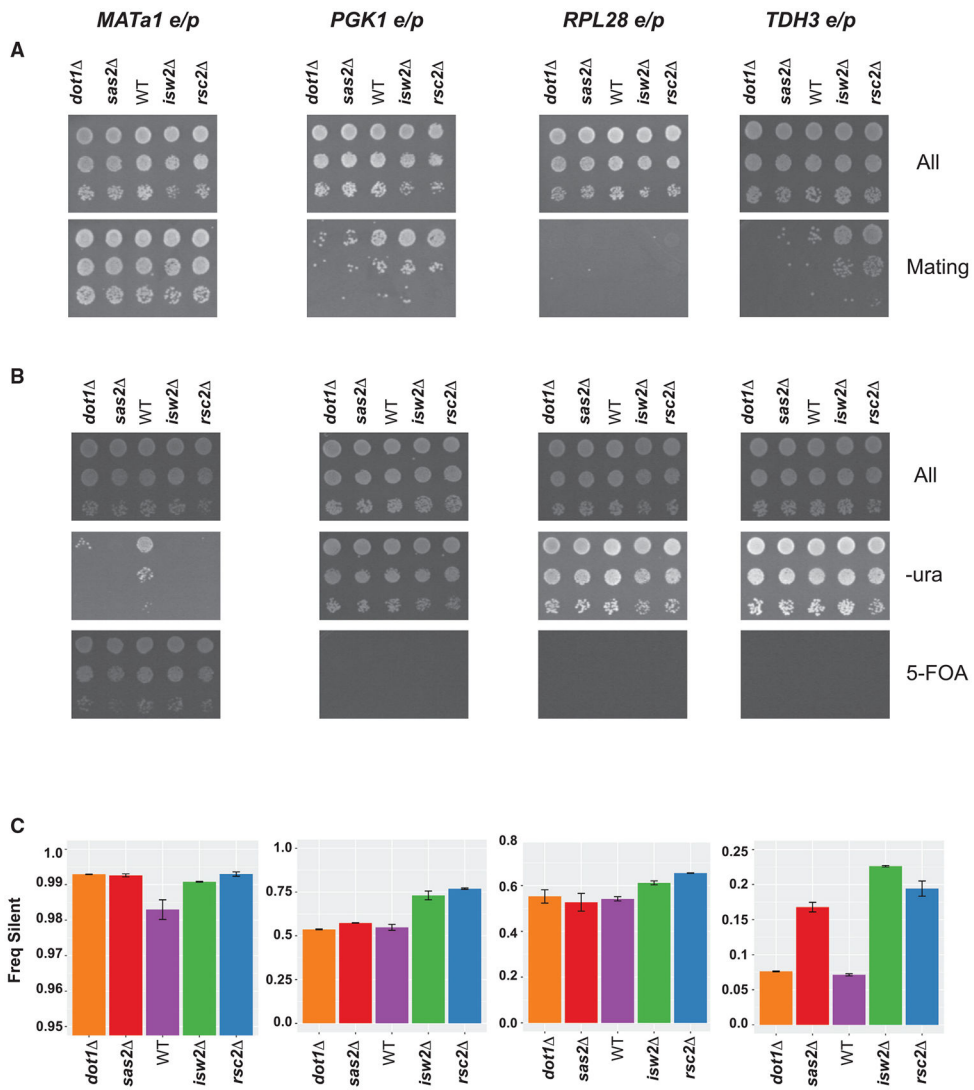 MATa1 e/p PGK1 e/p RPL28 e/p TDH3 e/p
A
dot1Δ sas2Δ WT isw2Δ rsc2Δ dot1Δ sas2Δ WT isw2Δ rsc2Δ dot1Δ sas2Δ WT isw2Δ rsc2Δ dot1Δ sas2Δ WT isw2Δ rsc2Δ
All
Mating
B
dot1Δ sas2Δ WT isw2Δ rsc2Δ dot1Δ sas2Δ WT isw2Δ rsc2Δ dot1Δ sas2Δ WT isw2Δ rsc2Δ dot1Δ sas2Δ WT isw2Δ rsc2Δ
All
-ura
5-FOA
C
Freq Silent
1.0
0.99
0.98
0.97
0.96
0.95
dot1Δ sas2Δ WT isw2Δ rsc2Δ
1.0
0.75
0.5
0.25
0.0
dot1Δ sas2Δ WT isw2Δ rsc2Δ
0.8
0.6
0.4
0.2
0.0
dot1Δ sas2Δ WT isw2Δ rsc2Δ
0.25
0.2
0.15
0.10
0.05
0.0
dot1Δ sas2Δ WT isw2Δ rsc2Δ